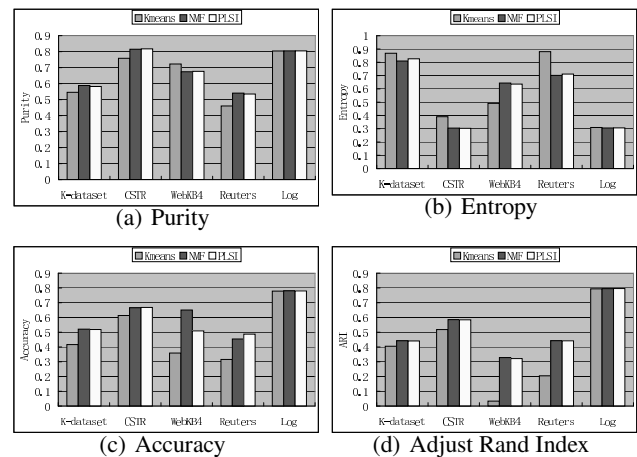 Kmeans NMF PLSI
Purity
0.9
0.8
0.7
0.6
0.5
0.4
0.3
0.2
0.1
0
K-dataset CSTR WebKB4 Reuters Log
(a) Purity
Kmeans NMF PLSI
Entropy
1
0.9
0.8
0.7
0.6
0.5
0.4
0.3
0.2
0.1
0
K-dataset CSTR WebKB4 Reuters Log
(b) Entropy
Kmeans NMF PLSI
Accuracy
0.9
0.8
0.7
0.6
0.5
0.4
0.3
0.2
0.1
0
K-dataset CSTR WebKB4 Reuters Log
(c) Accuracy
Kmeans NMF PLSI
ARI
0.9
0.8
0.7
0.6
0.5
0.4
0.3
0.2
0.1
0
K-dataset CSTR WebKB4 Reuters Log
(d) Adjust Rand Index